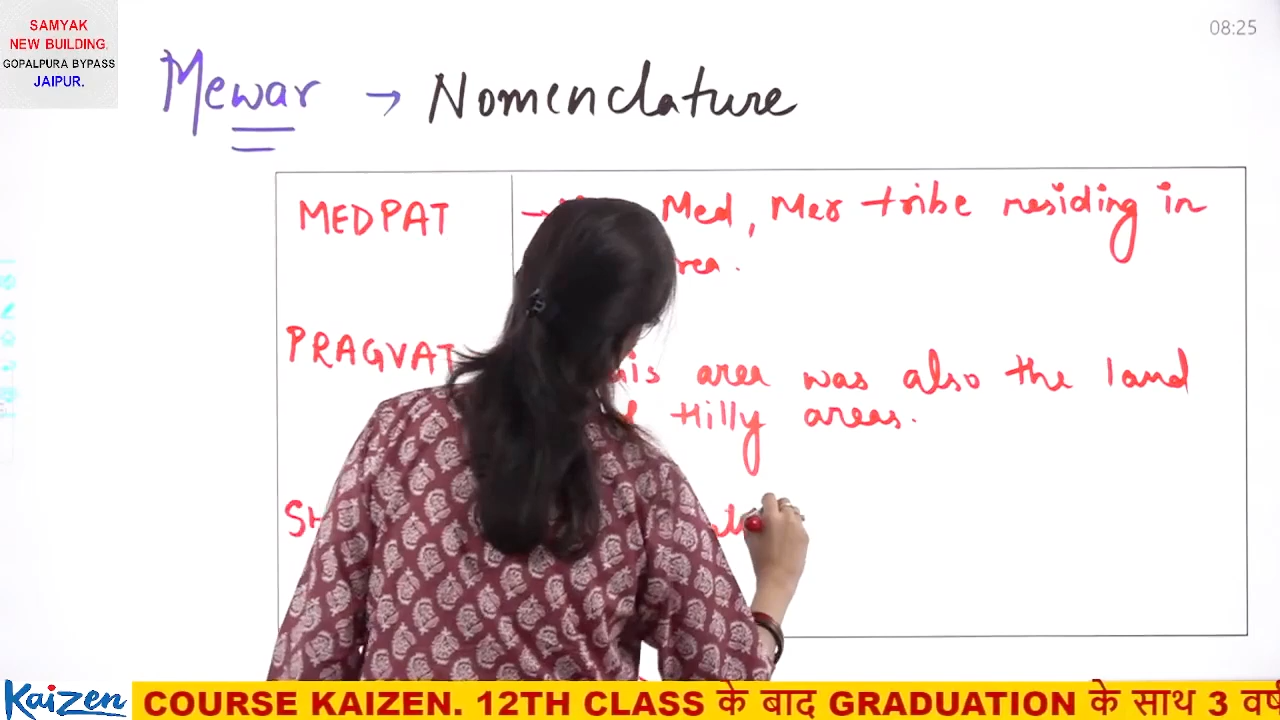 SAMYAK
NEW BUILDING,
GOPALPURA BYPASS
JAIPUR.
08:25
Mewar → Nomenclature
MEDPAT → Med, Mer tribe residing in
PRAGVAT
area was also the land
Hilly areas.
Kaizen
COURSE KAIZEN. 12TH CLASS के बाद GRADUATION के साथ 3 वर्ष